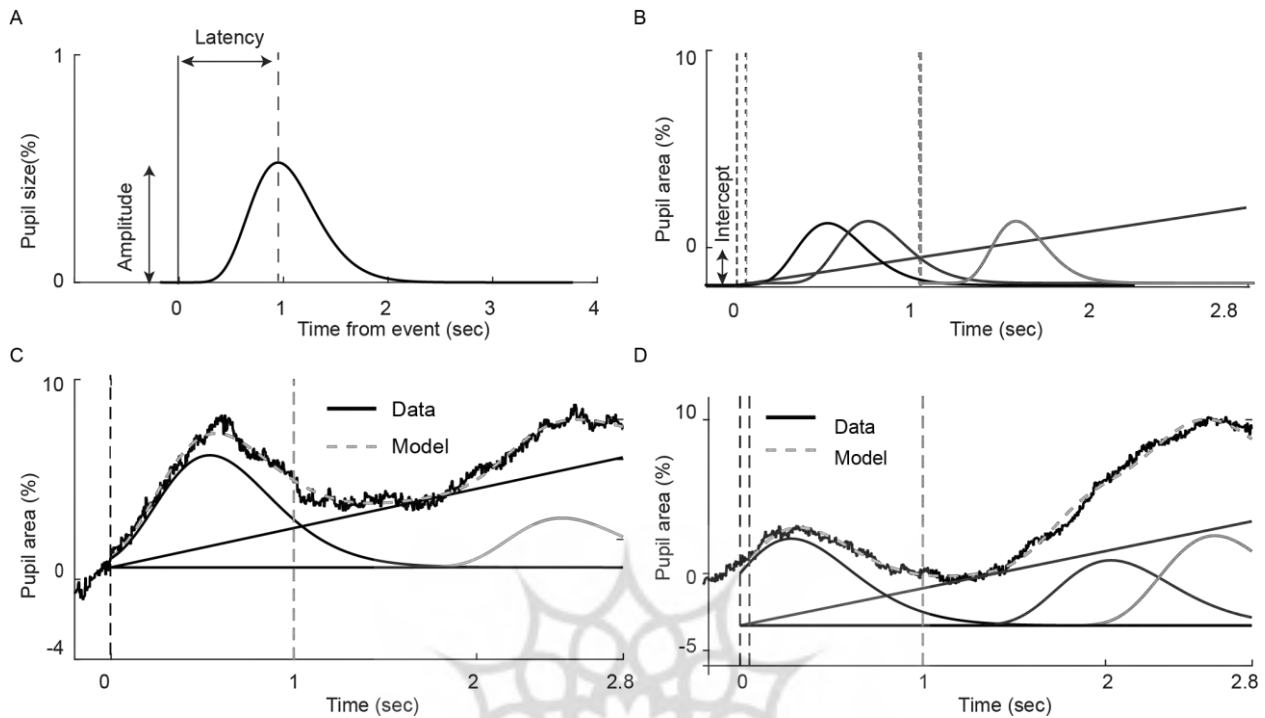 A
Latency
1
Pupil size(%)
Amplitude
0
0 1 2 3 4
Time from event (sec)
B
10
Pupil area (%)
Intercept
0
0 1 2 2.8
Time (sec)
C
10
Data
Model
Pupil area (%)
0
-4
0 1 2 2.8
Time (sec)
D
10
Data
Model
Pupil area (%)
0
-5
0 1 2 2.8
Time (sec)